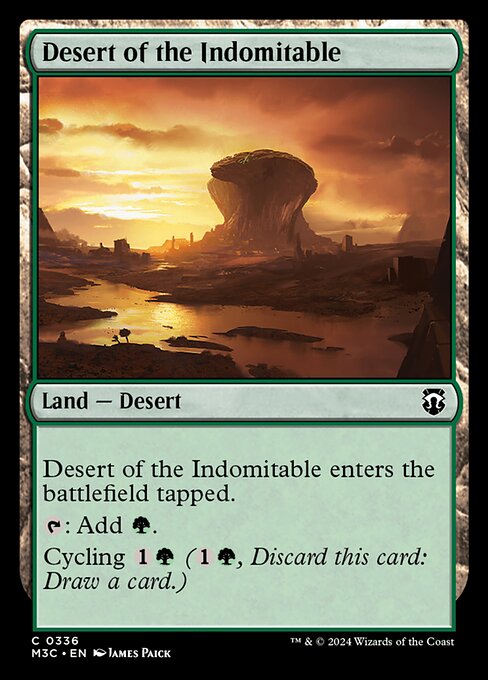 Desert of the Indomitable
Land — Desert
Desert of the Indomitable enters the
battlefield tapped.
: Add .
Cycling 1 (1, Discard this card:
Draw a card.)
C 0336
M3C • EN JAMES PAICK
™ & © 2024 Wizards of the Coast